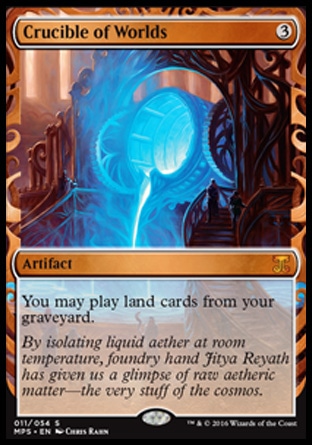 Crucible of Worlds 3
Artifact
You may play land cards from your
graveyard.
By isolating liquid aether at room
temperature, foundry hand Jitya Reyath
has given us a glimpse of raw aetheric
matter—the very stuff of the cosmos.
011/054 S
MPS • EN Chris Rahn ™ & © 2016 Wizards of the Coast